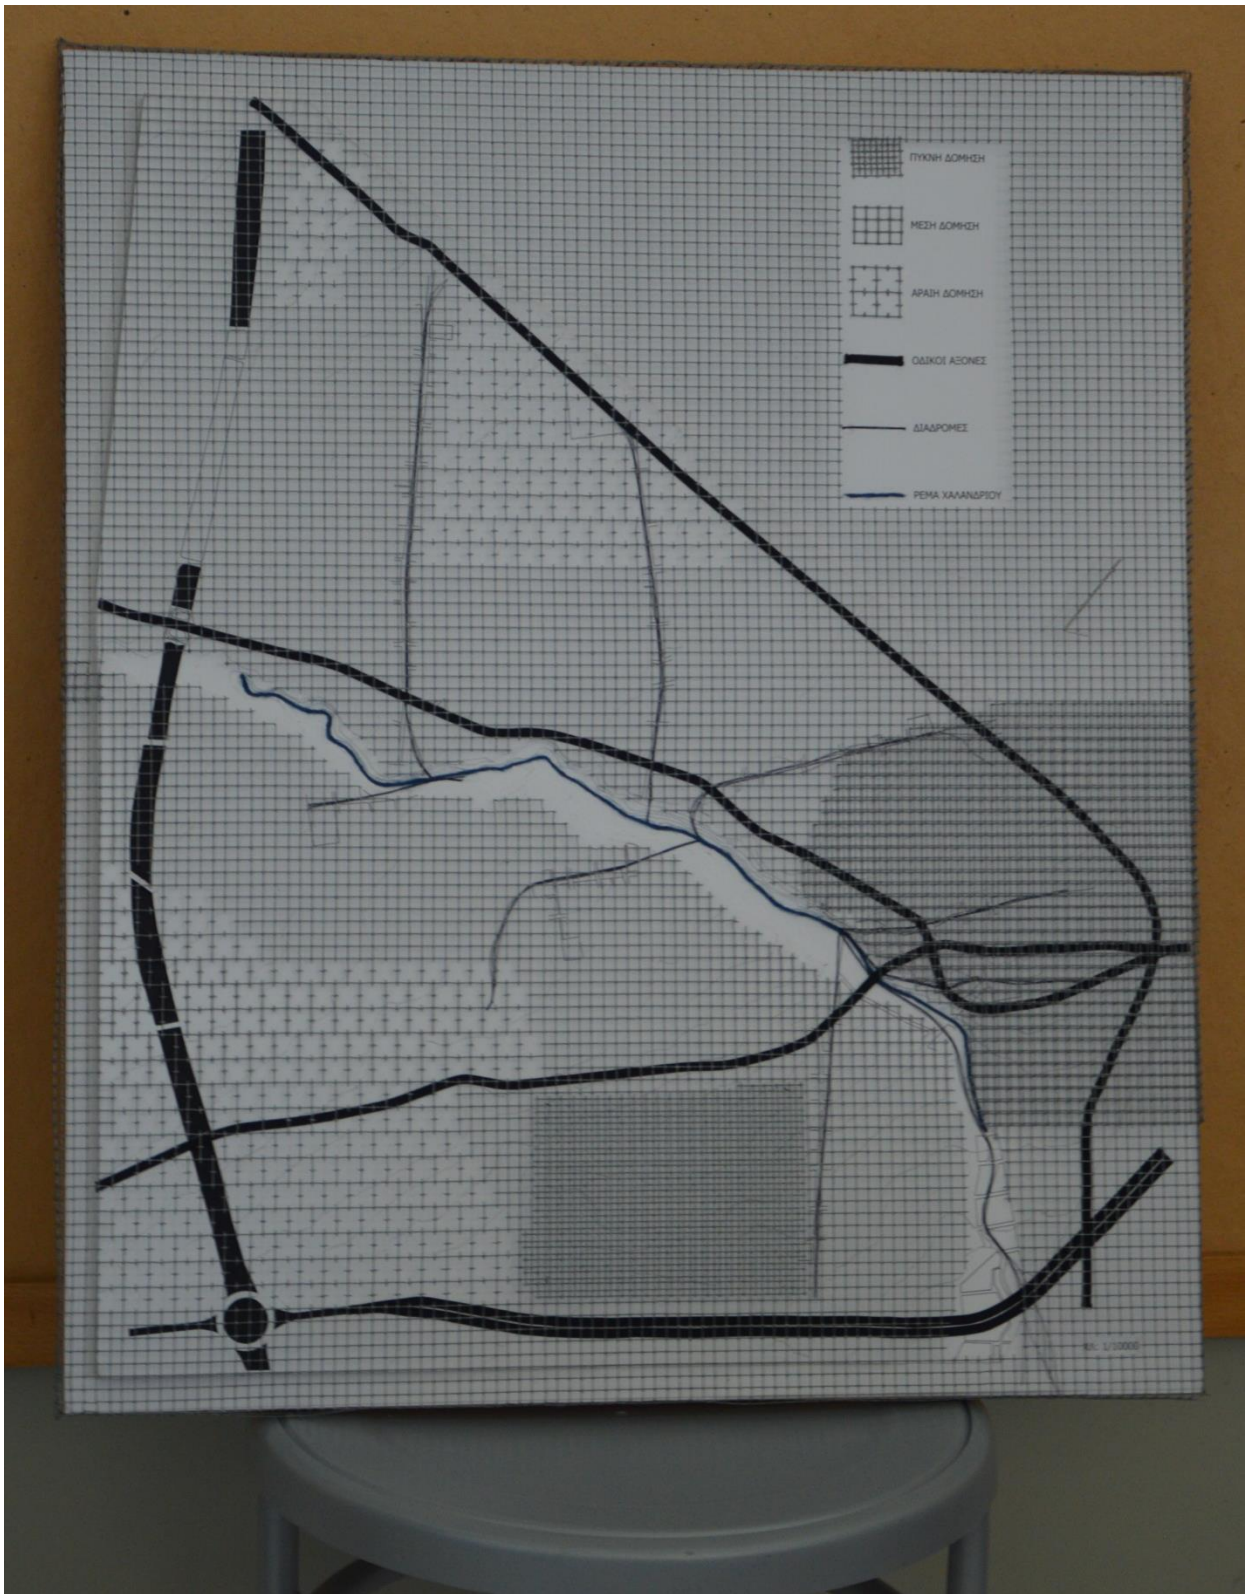 ΠΥΚΝΗ ΔΟΜΗΣΗ
ΜΕΣΗ ΔΟΜΗΣΗ
ΑΡΑΙΗ ΔΟΜΗΣΗ
ΟΔΙΚΟΙ ΑΞΟΝΕΣ
ΔΙΑΔΡΟΜΕΣ
ΡΕΜΑ ΧΑΛΑΝΔΡΙΟΥ
1/10000